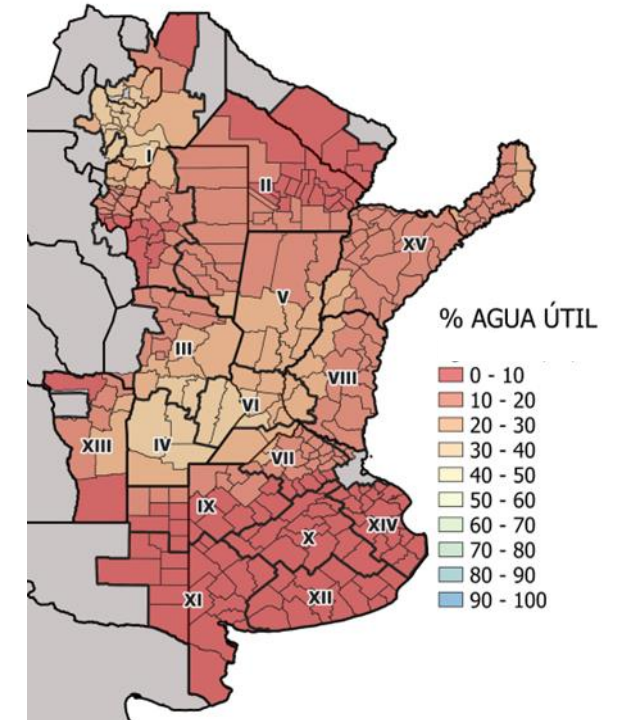 I
II
XV
V
% AGUA ÚTIL
III
VIII
0 - 10
10 - 20
VI
20 - 30
XIII
IV
30 - 40
VII
40 - 50
50 - 60
IX
60 - 70
XIV
X
70 - 80
80 - 90
XI
XII
90 - 100